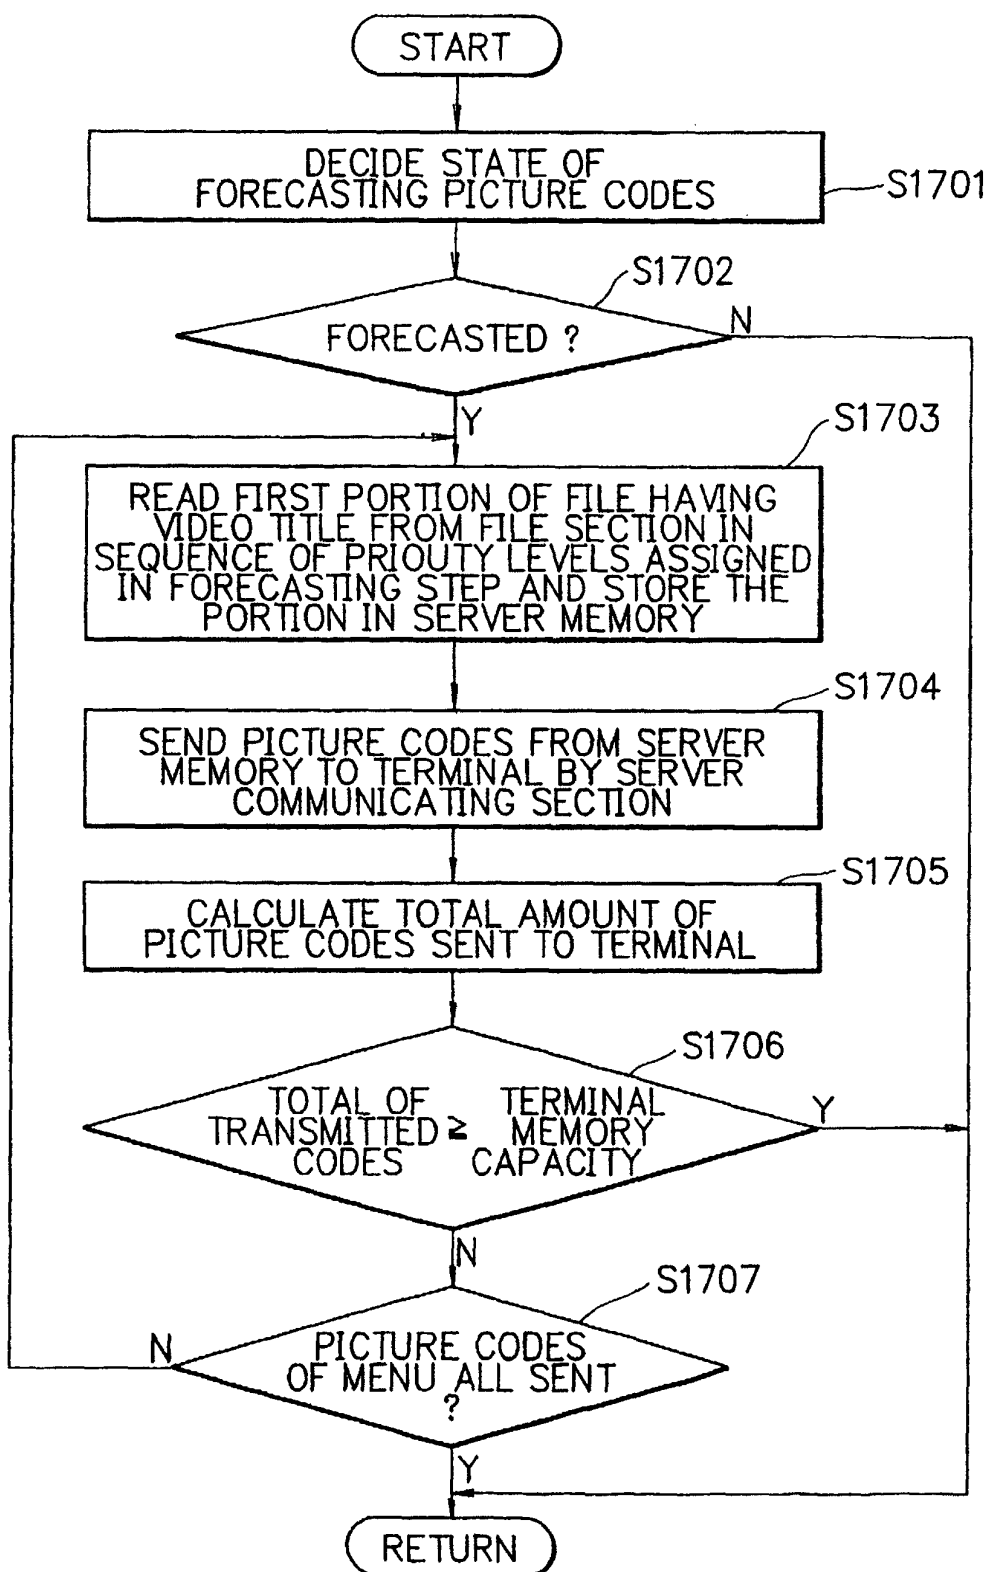 START
DECIDE STATE OF
FORECASTING PICTURE CODES
S1701
S1702
FORECASTED ?
N
Y
S1703
READ FIRST PORTION OF FILE HAVING
VIDEO TITLE FROM FILE SECTION IN
SEQUENCE OF PRIOUTY LEVELS ASSIGNED
IN FORECASTING STEP AND STORE THE
PORTION IN SERVER MEMORY
S1704
SEND PICTURE CODES FROM SERVER
MEMORY TO TERMINAL BY SERVER
COMMUNICATING SECTION
S1705
CALCULATE TOTAL AMOUNT OF
PICTURE CODES SENT TO TERMINAL
S1706
TOTAL OF TERMINAL
TRANSMITTED ≥ MEMORY
CODES CAPACITY
Y
N
S1707
PICTURE CODES
OF MENU ALL SENT
?
N
Y
RETURN